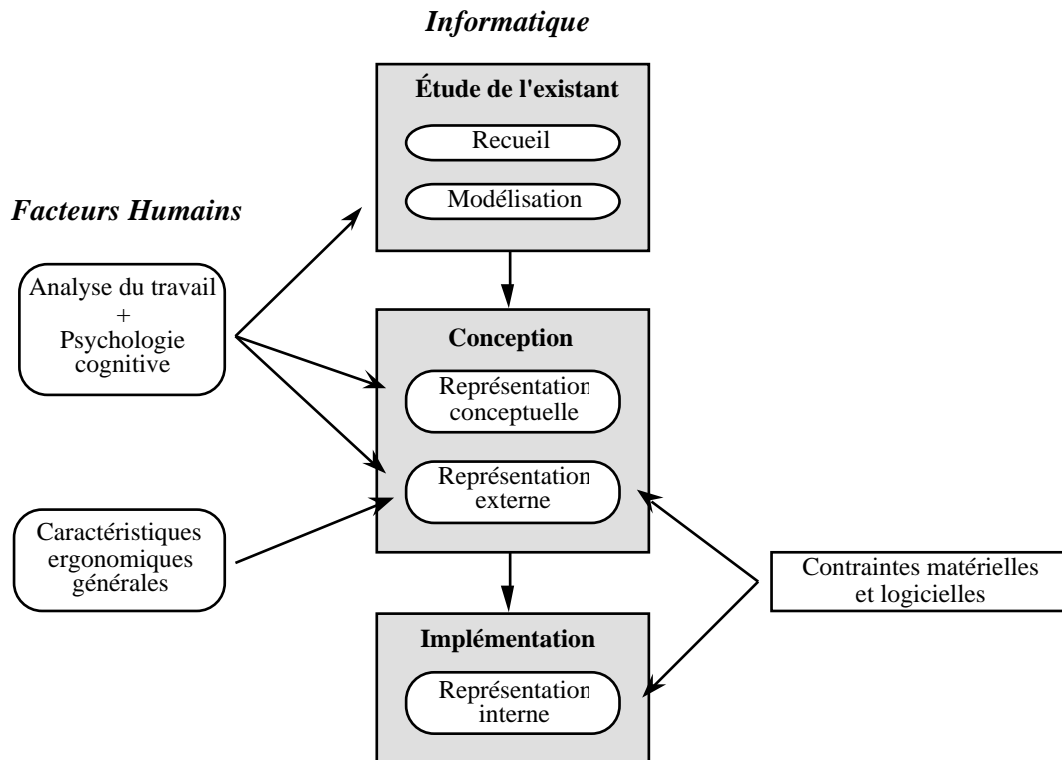 Informatique
Étude de l'existant
Recueil
Modélisation
Facteurs Humains
Analyse du travail
+
Psychologie
cognitive
Conception
Représentation
conceptuelle
Représentation
externe
Caractéristiques
ergonomiques
générales
Contraintes matérielles
et logicielles
Implémentation
Représentation
interne